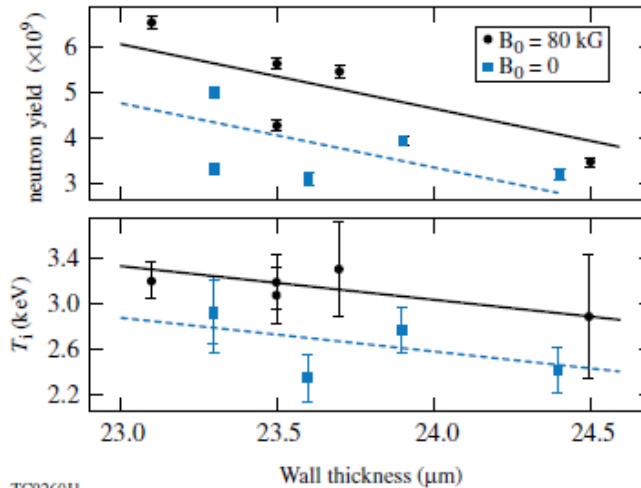 neutron yield (×10⁹)
6
5
4
3
B₀ = 80 kG
B₀ = 0
Tᵢ (keV)
3.4
3.0
2.6
2.2
23.0 23.5 24.0 24.5
Wall thickness (μm)